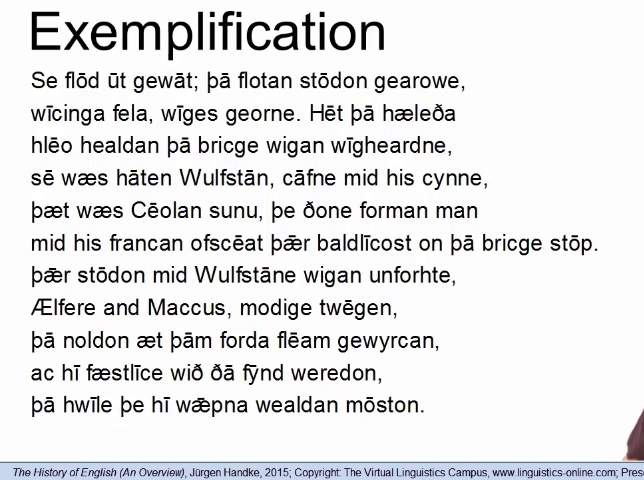 Exemplification
Se flōd ūt gewāt; þā flotan stōdon gearowe,
wīcinga fela, wīges georne. Hēt þā hæleða
hlēo healdan þā bricge wigan wīgheardne,
sē wæs hāten Wulfstān, cāfne mid his cynne,
þæt wæs Cēolan sunu, þe ðone forman man
mid his francan ofscēat þǣr baldlīcost on þā bricge stōp.
þǣr stōdon mid Wulfstāne wigan unforhte,
Ælfere and Maccus, modige twēgen,
þā noldon æt þām forda flēam gewyrcan,
ac hī fæstlīce wið ðā fȳnd weredon,
þā hwīle þe hī wǣpna wealdan mōston.
The History of English (An Overview), Jürgen Handke, 2015; Copyright: The Virtual Linguistics Campus, www.linguistics-online.com; Pres